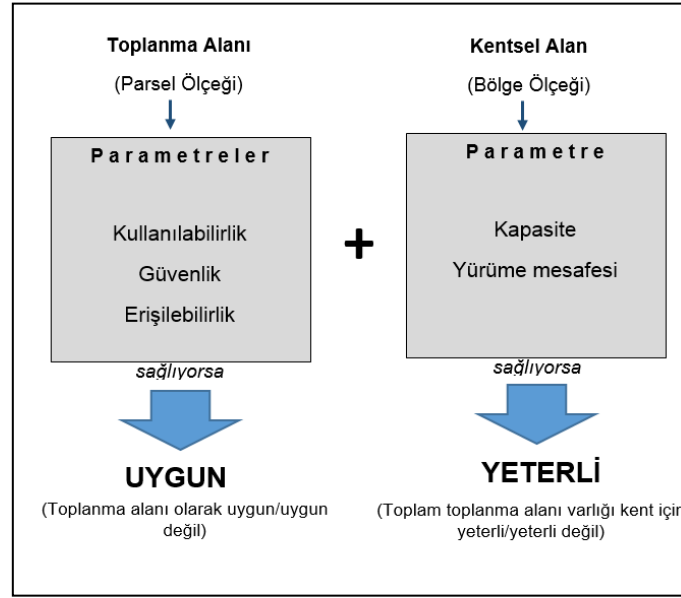 Toplanma Alanı
(Parsel Ölçeği)
Parametreler
Kullanılabilirlik
Güvenlik
Erişilebilirlik
sağlıyorsa
UYGUN
(Toplanma alanı olarak uygun/uygun
değil)
+
Kentsel Alan
(Bölge Ölçeği)
Parametre
Kapasite
Yürüme mesafesi
sağlıyorsa
YETERLİ
(Toplam toplanma alanı varlığı kent için
yeterli/yeterli değil)